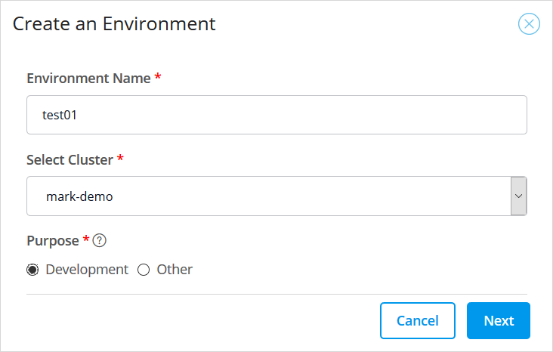 Create an Environment
Environment Name *
test01
Select Cluster *
mark-demo
Purpose * ?
Development Other
Cancel Next